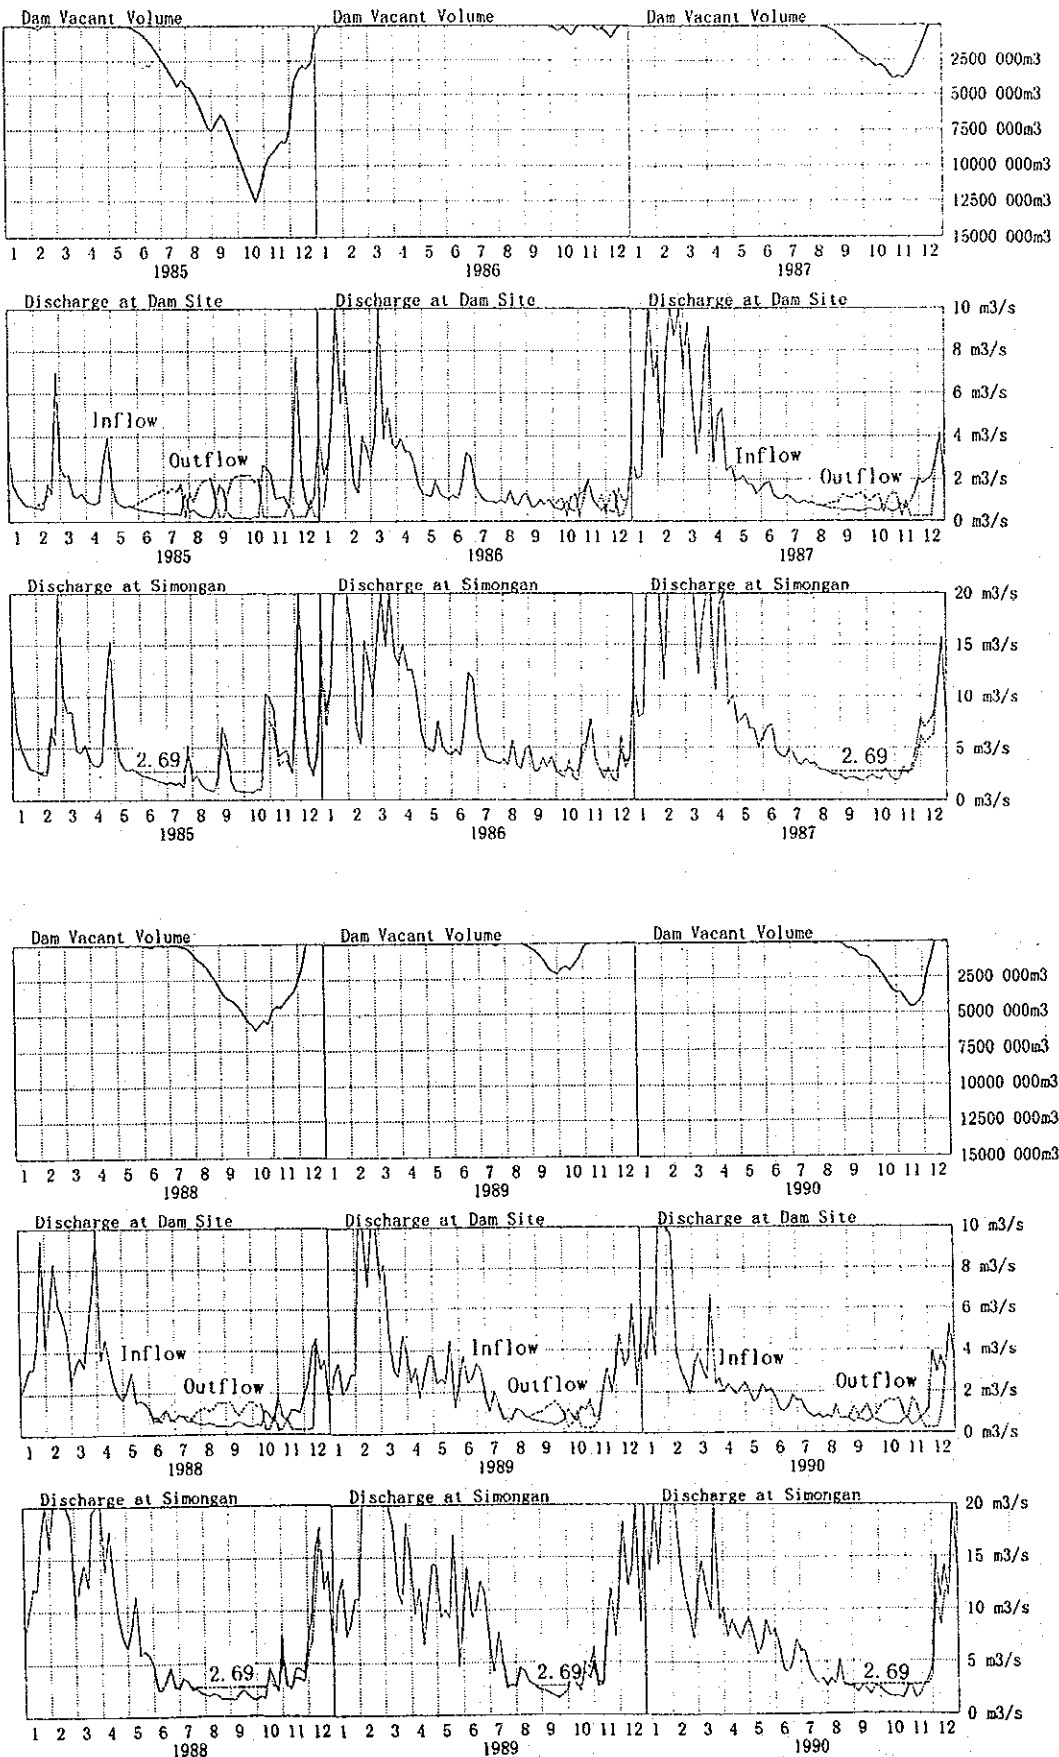 Dam Vacant Volume Dam Vacant Volume Dam Vacant Volume
2500 000m3
5000 000m3
7500 000m3
10000 000m3
12500 000m3
15000 000m3
1 2 3 4 5 6 7 8 9 10 11 12 1 2 3 4 5 6 7 8 9 10 11 12 1 2 3 4 5 6 7 8 9 10 11 12
1985 1986 1987
Discharge at Dam Site Discharge at Dam Site Discharge at Dam Site
10 m3/s
8 m3/s
6 m3/s
Inflow 4 m3/s
Outflow Inflow Outflow
2 m3/s
0 m3/s
1 2 3 4 5 6 7 8 9 10 11 12 1 2 3 4 5 6 7 8 9 10 11 12 1 2 3 4 5 6 7 8 9 10 11 12
1985 1986 1987
Discharge at Simongan Discharge at Simongan Discharge at Simongan
20 m3/s
15 m3/s
10 m3/s
2.69 2.69 5 m3/s
0 m3/s
1 2 3 4 5 6 7 8 9 10 11 12 1 2 3 4 5 6 7 8 9 10 11 12 1 2 3 4 5 6 7 8 9 10 11 12
1985 1986 1987
Dam Vacant Volume Dam Vacant Volume Dam Vacant Volume
2500 000m3
5000 000m3
7500 000m3
10000 000m3
12500 000m3
15000 000m3
1 2 3 4 5 6 7 8 9 10 11 12 1 2 3 4 5 6 7 8 9 10 11 12 1 2 3 4 5 6 7 8 9 10 11 12
1988 1989 1990
Discharge at Dam Site Discharge at Dam Site Discharge at Dam Site
10 m3/s
8 m3/s
6 m3/s
Inflow Inflow Inflow 4 m3/s
Outflow Outflow Outflow
2 m3/s
0 m3/s
1 2 3 4 5 6 7 8 9 10 11 12 1 2 3 4 5 6 7 8 9 10 11 12 1 2 3 4 5 6 7 8 9 10 11 12
1988 1989 1990
Discharge at Simongan Discharge at Simongan Discharge at Simongan
20 m3/s
15 m3/s
10 m3/s
2.69 2.69 2.69 5 m3/s
0 m3/s
1 2 3 4 5 6 7 8 9 10 11 12 1 2 3 4 5 6 7 8 9 10 11 12 1 2 3 4 5 6 7 8 9 10 11 12
1988 1989 1990